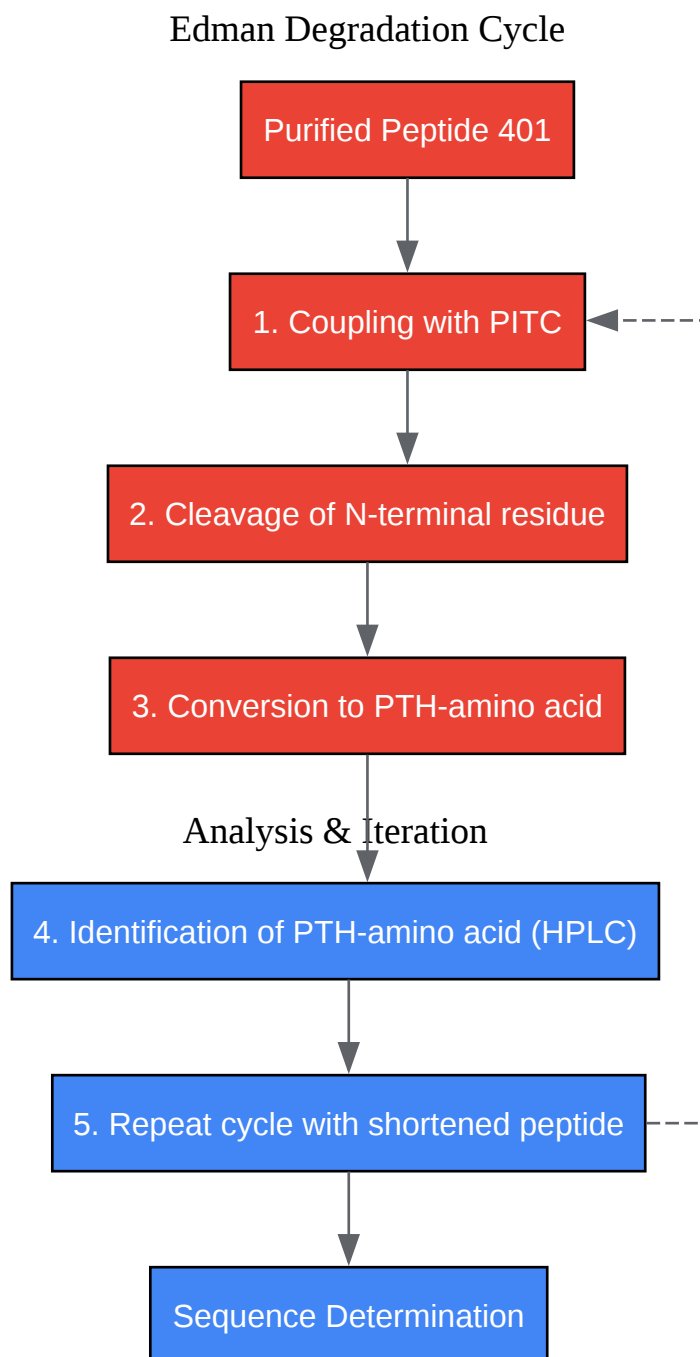 Edman Degradation Cycle
Purified Peptide 401
1. Coupling with PITC
2. Cleavage of N-terminal residue
3. Conversion to PTH-amino acid
Analysis & Iteration
4. Identification of PTH-amino acid (HPLC)
5. Repeat cycle with shortened peptide
Sequence Determination